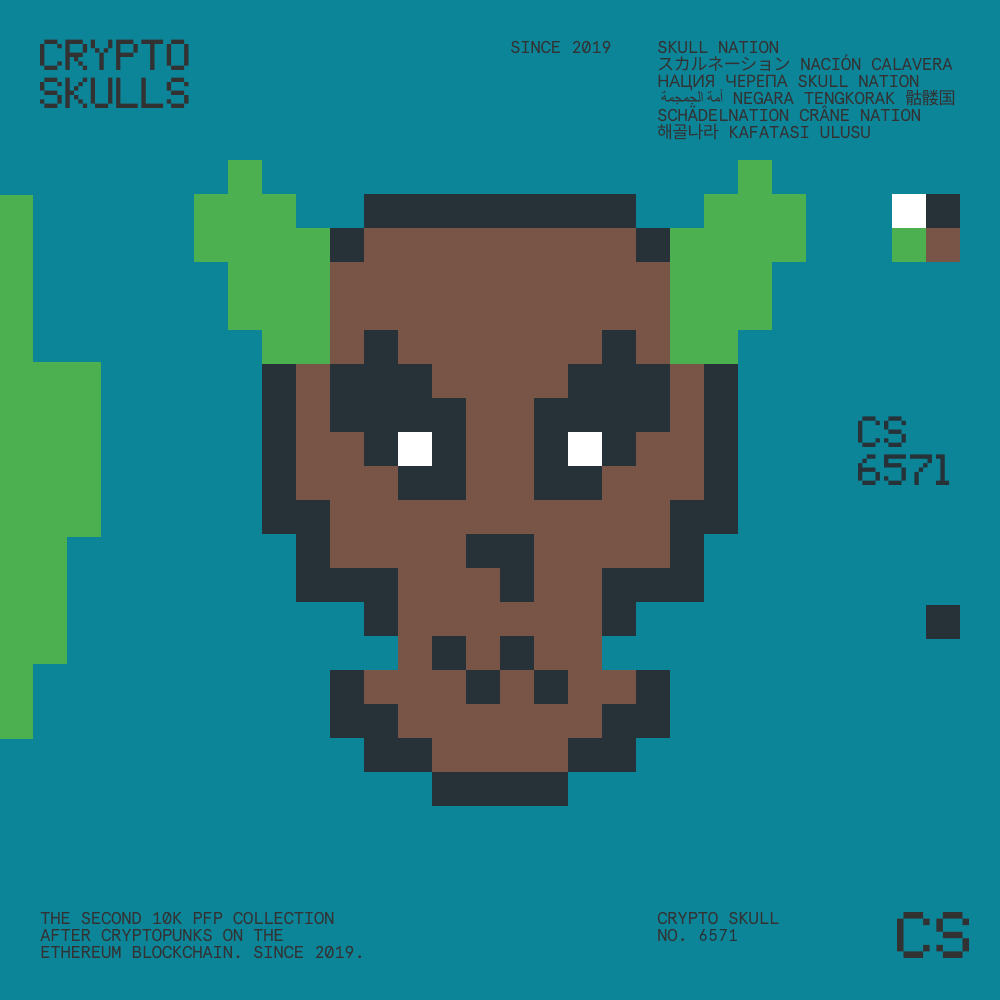 CRYPTO
SKULLS
SINCE 2019
SKULL NATION
スカルネーション NACIÓN CALAVERA
НАЦИЯ ЧЕРЕПА SKULL NATION
أمة الجمجمة NEGARA TENGKORAK 骷髅国
SCHÄDELNATION CRÂNE NATION
해골나라 KAFATASI ULUSU
CS
6571
THE SECOND 10K PFP COLLECTION
AFTER CRYPTOPUNKS ON THE
ETHEREUM BLOCKCHAIN. SINCE 2019.
CRYPTO SKULL
NO. 6571
CS